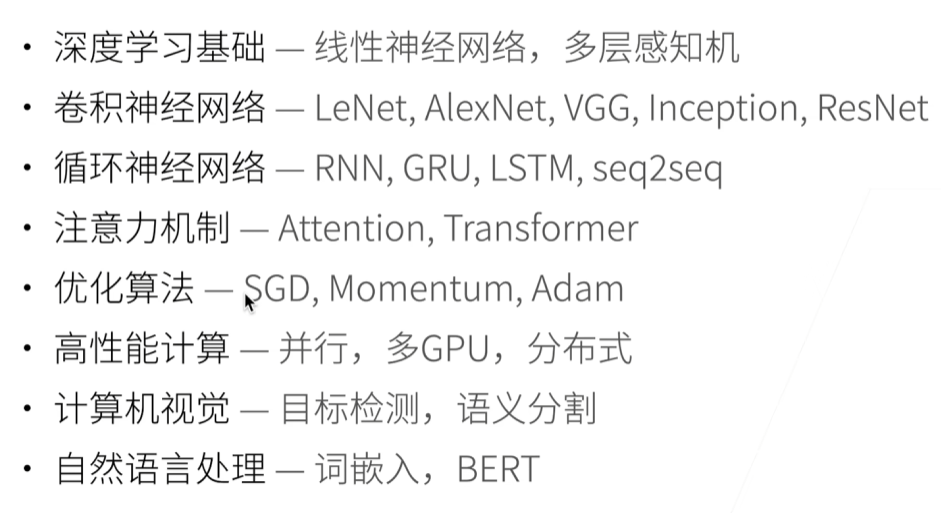 • 深度学习基础 — 线性神经网络，多层感知机
• 卷积神经网络 — LeNet, AlexNet, VGG, Inception, ResNet
• 循环神经网络 — RNN, GRU, LSTM, seq2seq
• 注意力机制 — Attention, Transformer
• 优化算法 — SGD, Momentum, Adam
• 高性能计算 — 并行，多GPU，分布式
• 计算机视觉 — 目标检测，语义分割
• 自然语言处理 — 词嵌入，BERT